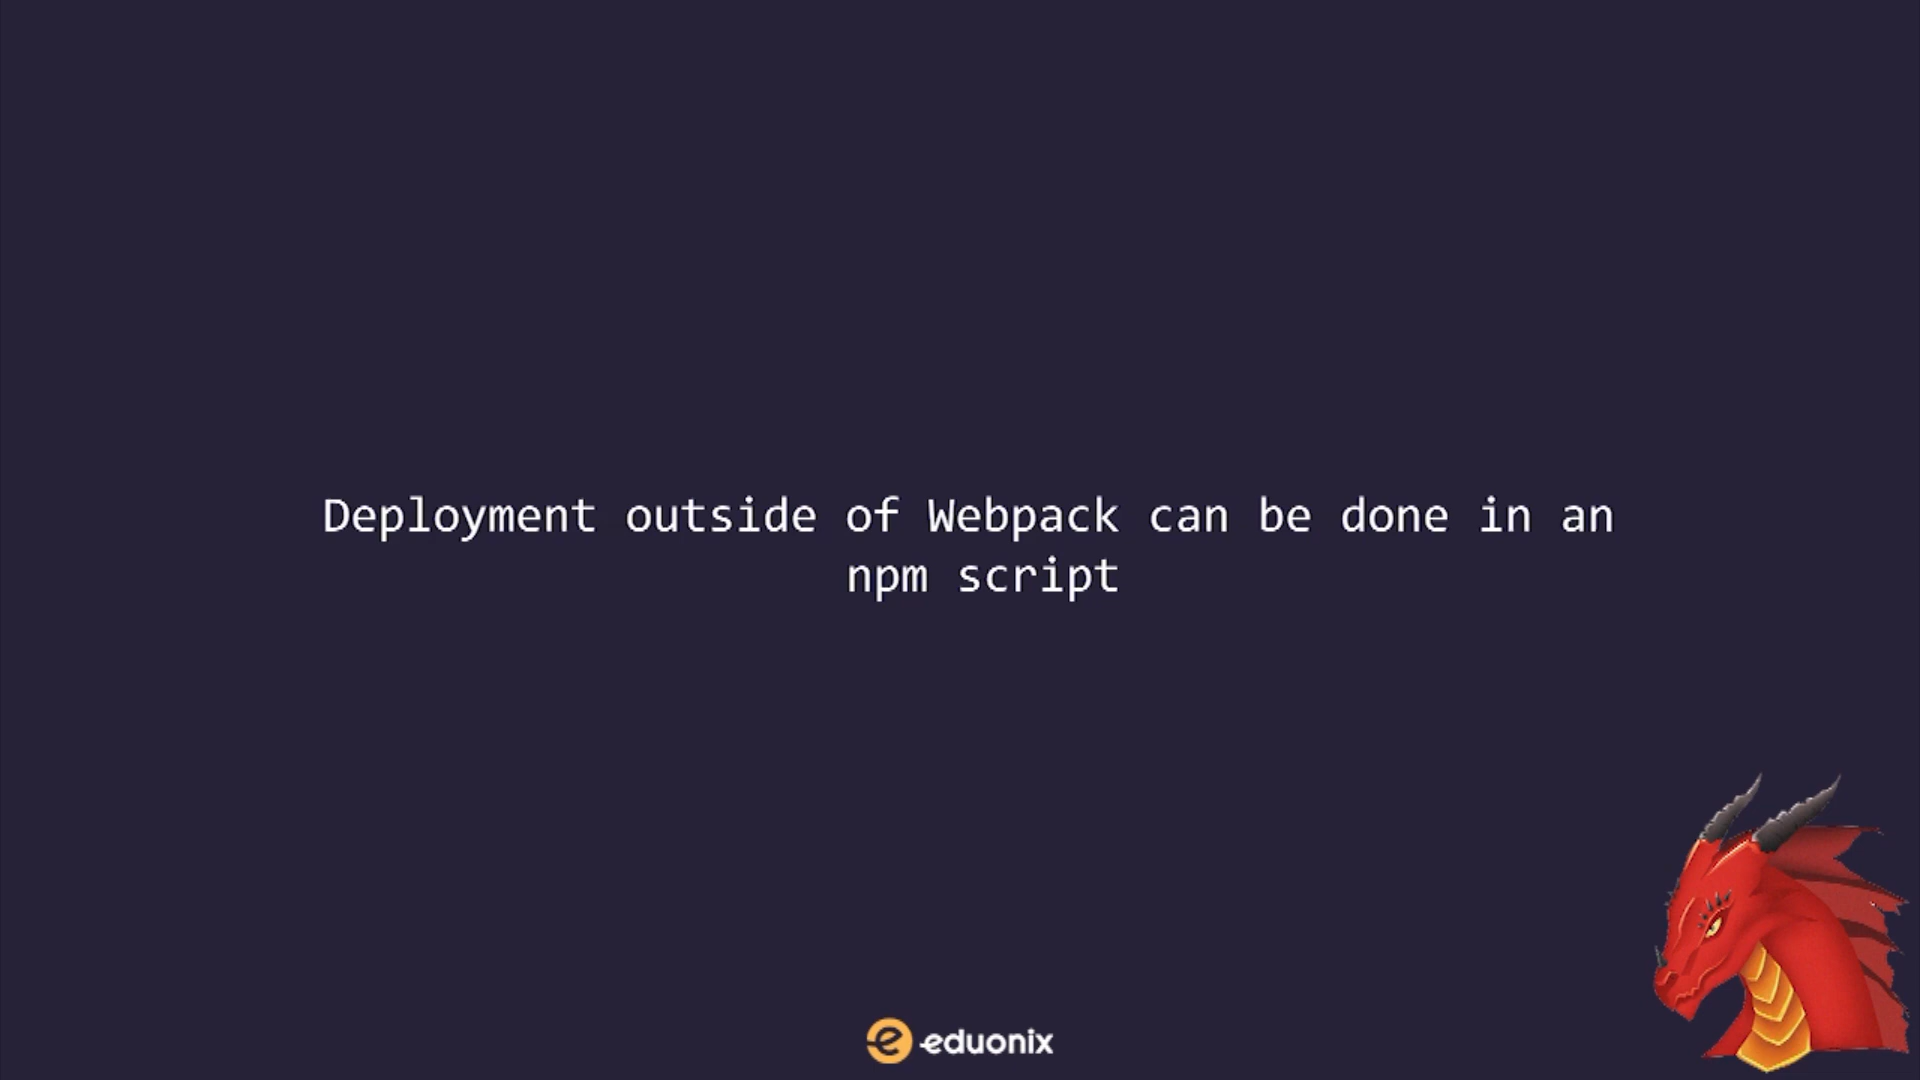 Deployment outside of Webpack can be done in an
npm script
eduonix